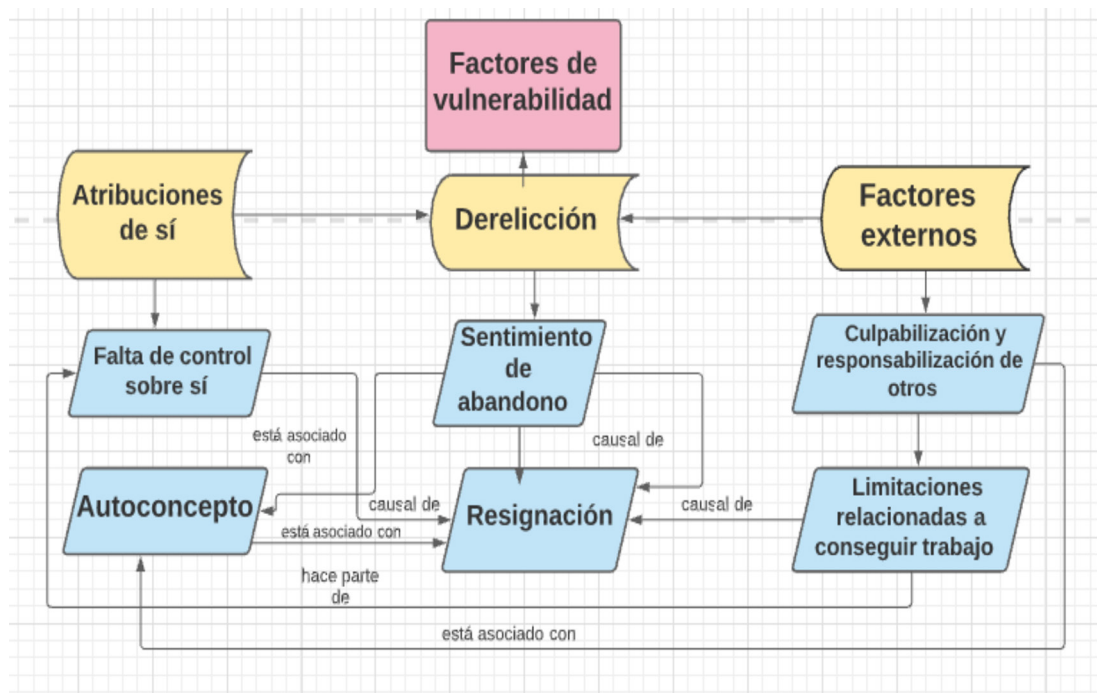 Factores de
vulnerabilidad
Atribuciones
de sí
Derelicción
Factores
externos
Falta de control
sobre sí
Sentimiento
de
abandono
Culpabilización y
responsabilización de
otros
está asociado
con
causal de
Autoconcepto
causal de
Resignación
causal de
Limitaciones
relacionadas a
conseguir trabajo
está asociado con
hace parte
de
está asociado con